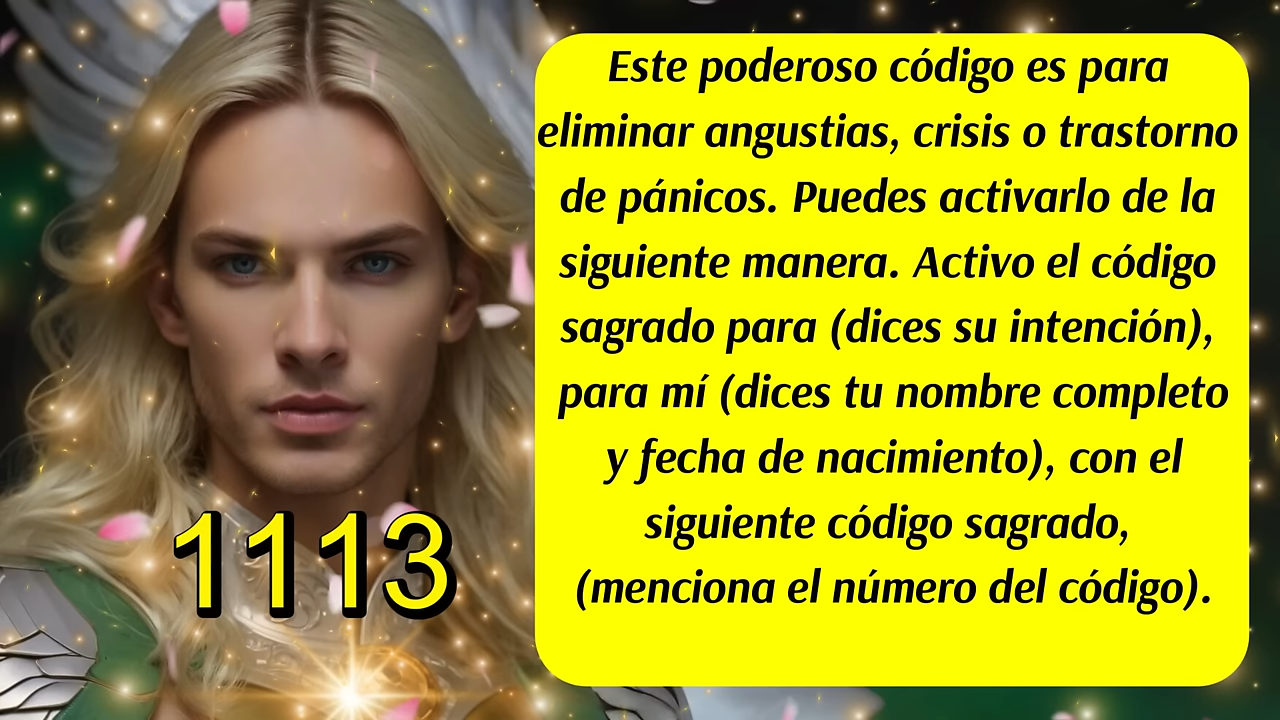 Este poderoso código es para
eliminar angustias, crisis o trastorno
de pánicos. Puedes activarlo de la
siguiente manera. Activo el código
sagrado para (dices su intención),
para mí (dices tu nombre completo
y fecha de nacimiento), con el
siguiente código sagrado,
(menciona el número del código).
1113